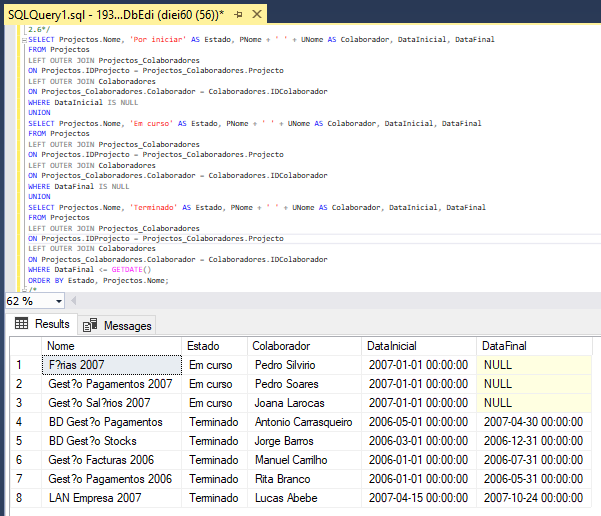 SQLQuery1.sql - 193...DbEdi (diei60 (56))*
2.6*/
SELECT Projectos.Nome, 'Por iniciar' AS Estado, PNome + ' ' + UNome AS Colaborador, DataInicial, DataFinal
FROM Projectos
LEFT OUTER JOIN Projectos_Colaboradores
ON Projectos.IDProjecto = Projectos_Colaboradores.Projecto
LEFT OUTER JOIN Colaboradores
ON Projectos_Colaboradores.Colaborador = Colaboradores.IDColaborador
WHERE DataInicial IS NULL
UNION
SELECT Projectos.Nome, 'Em curso' AS Estado, PNome + ' ' + UNome AS Colaborador, DataInicial, DataFinal
FROM Projectos
LEFT OUTER JOIN Projectos_Colaboradores
ON Projectos.IDProjecto = Projectos_Colaboradores.Projecto
LEFT OUTER JOIN Colaboradores
ON Projectos_Colaboradores.Colaborador = Colaboradores.IDColaborador
WHERE DataFinal IS NULL
UNION
SELECT Projectos.Nome, 'Terminado' AS Estado, PNome + ' ' + UNome AS Colaborador, DataInicial, DataFinal
FROM Projectos
LEFT OUTER JOIN Projectos_Colaboradores
ON Projectos.IDProjecto = Projectos_Colaboradores.Projecto
LEFT OUTER JOIN Colaboradores
ON Projectos_Colaboradores.Colaborador = Colaboradores.IDColaborador
WHERE DataFinal <= GETDATE()
ORDER BY Estado, Projectos.Nome;
/*
62 %
Results Messages
Nome Estado Colaborador DataInicial DataFinal
1 F?rias 2007 Em curso Pedro Silvirio 2007-01-01 00:00:00 NULL
2 Gest?o Pagamentos 2007 Em curso Pedro Soares 2007-01-01 00:00:00 NULL
3 Gest?o Sal?rios 2007 Em curso Joana Larocas 2007-01-01 00:00:00 NULL
4 BD Gest?o Pagamentos Terminado Antonio Carrasqueiro 2006-05-01 00:00:00 2007-04-30 00:00:00
5 BD Gest?o Stocks Terminado Jorge Barros 2006-03-01 00:00:00 2006-12-31 00:00:00
6 Gest?o Facturas 2006 Terminado Manuel Carrilho 2006-01-01 00:00:00 2006-07-31 00:00:00
7 Gest?o Pagamentos 2006 Terminado Rita Branco 2006-01-01 00:00:00 2006-05-31 00:00:00
8 LAN Empresa 2007 Terminado Lucas Abebe 2007-04-15 00:00:00 2007-10-24 00:00:00